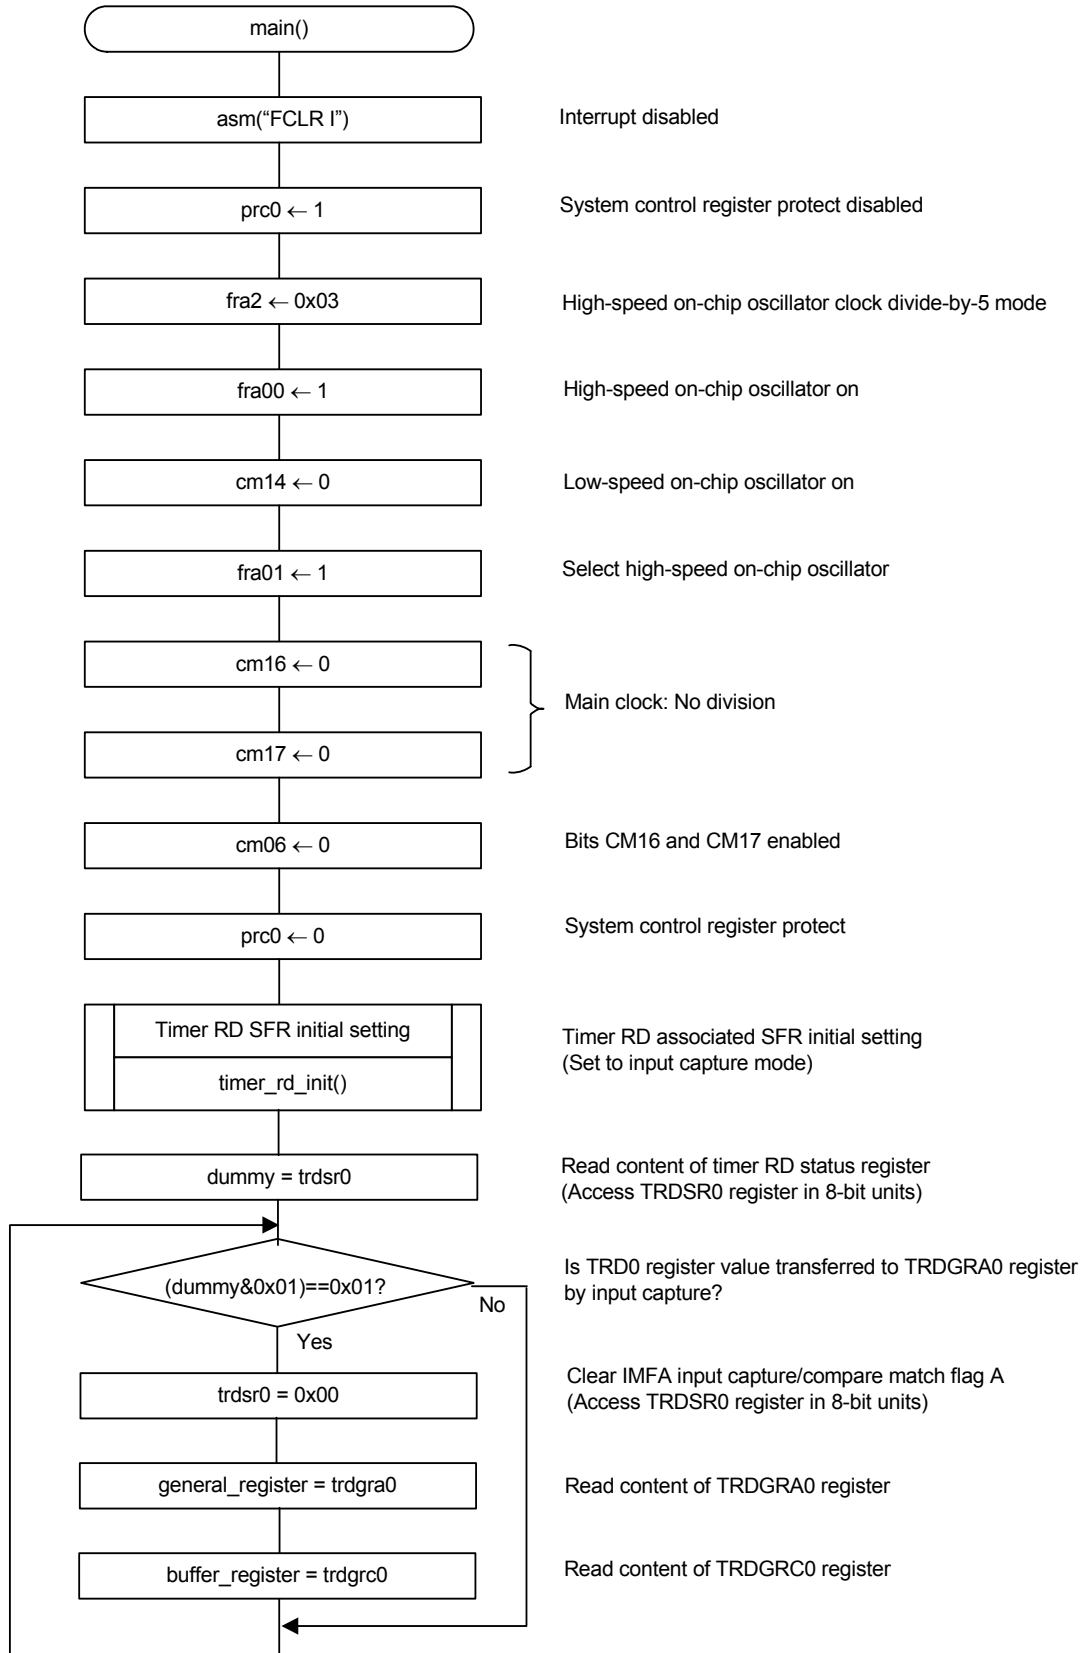 main()
asm(“FCLR I”)
Interrupt disabled
prc0 ← 1
System control register protect disabled
fra2 ← 0x03
High-speed on-chip oscillator clock divide-by-5 mode
fra00 ← 1
High-speed on-chip oscillator on
cm14 ← 0
Low-speed on-chip oscillator on
fra01 ← 1
Select high-speed on-chip oscillator
cm16 ← 0
Main clock: No division
cm17 ← 0
cm06 ← 0
Bits CM16 and CM17 enabled
prc0 ← 0
System control register protect
Timer RD SFR initial setting
timer_rd_init()
Timer RD associated SFR initial setting
(Set to input capture mode)
dummy = trdsr0
Read content of timer RD status register
(Access TRDSR0 register in 8-bit units)
(dummy&0x01)==0x01?
Is TRD0 register value transferred to TRDGRA0 register
by input capture?
No
Yes
trdsr0 = 0x00
Clear IMFA input capture/compare match flag A
(Access TRDSR0 register in 8-bit units)
general_register = trdgra0
Read content of TRDGRA0 register
buffer_register = trdgrc0
Read content of TRDGRC0 register